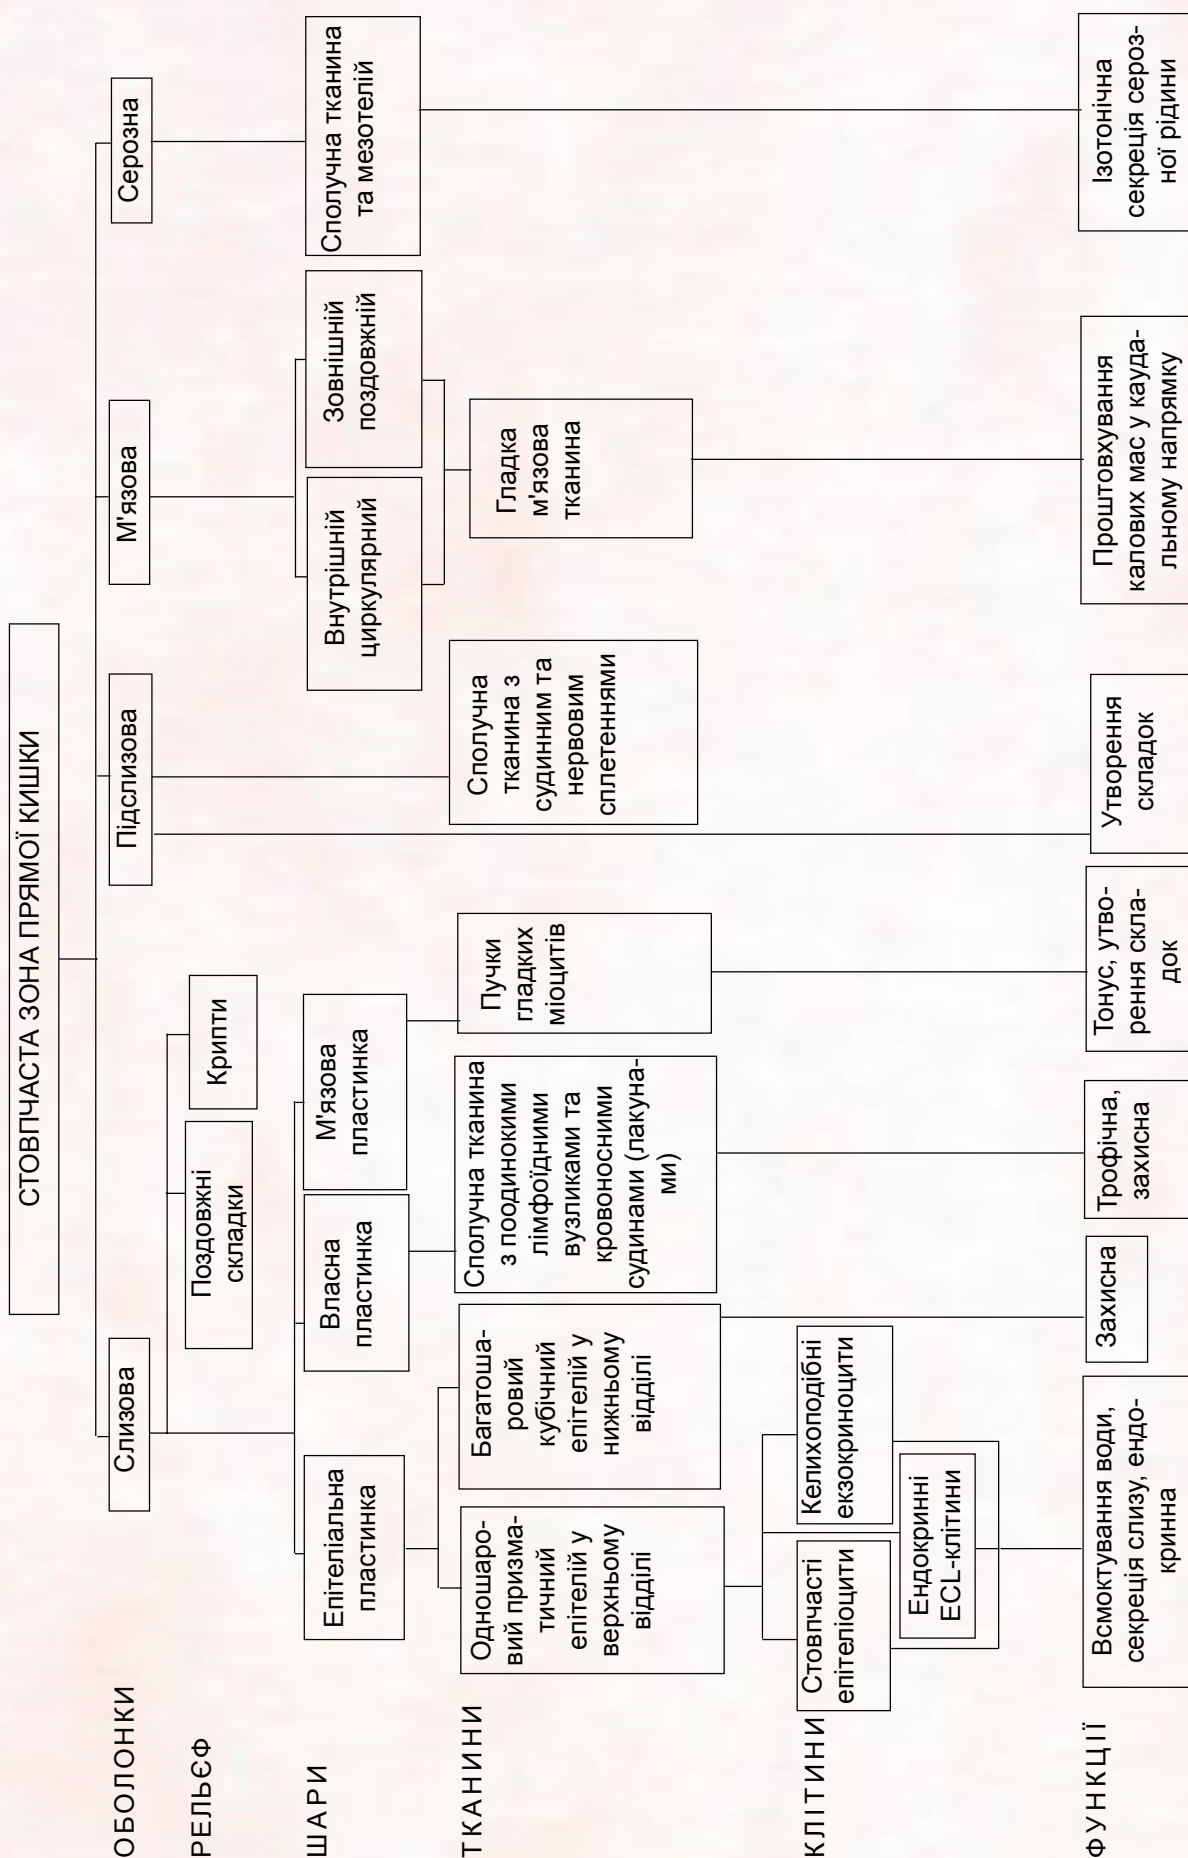 СТОВПЧАСТА ЗОНА ПРЯМОЇ КИШКИ
ОБОЛОНКИ
Слизова
Підслизова
М'язова
Серозна
РЕЛЬЄФ
Поздовжні
складки
Крипти
ШАРИ
Епітеліальна
пластинка
Власна
пластинка
М'язова
пластинка
Внутрішній
циркулярний
Зовнішній
поздовжній
Сполучна тканина
та мезотелій
ТКАНИНИ
Одношаро-
вий призма-
тичний
епітелій у
верхньому
відділі
Багатоша-
ровий
кубічний
епітелій у
нижньому
відділі
Сполучна тканина
з поодинокими
лімфоїдними
вузликами та
кровоносними
судинами (лакуна-
ми)
Пучки
гладких
міоцитів
Сполучна
тканина з
судинним та
нервовим
сплетеннями
Гладка
м'язова
тканина
КЛІТИНИ
Стовпчасті
епітеліоцити
Келихоподібні
екзокриноцити
Ендокринні
ECL-клітини
ФУНКЦІЇ
Всмоктування води,
секреція слизу, ендо-
кринна
Захисна
Трофічна,
захисна
Тонус, утво-
рення скла-
док
Утворення
складок
Проштовхування
калових мас у кауда-
льному напрямку
Ізотонічна
секреція сероз-
ної рідини